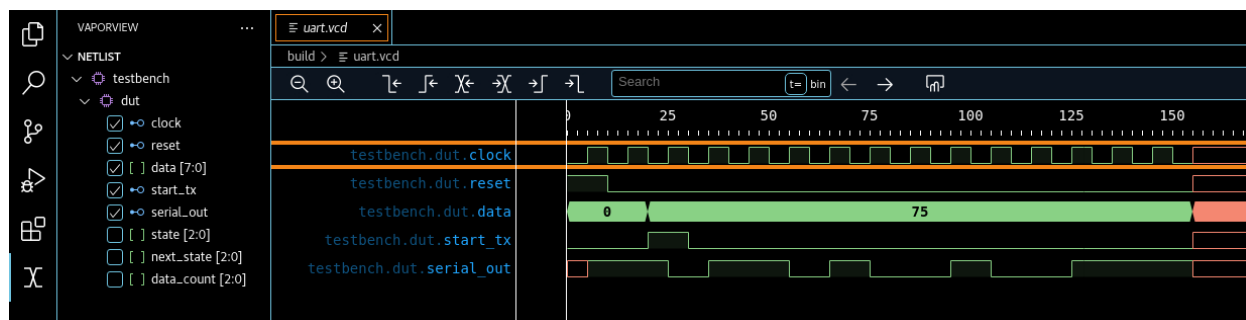 VAPORVIEW ...
NETLIST
testbench
dut
clock
reset
data [7:0]
start_tx
serial_out
state [2:0]
next_state [2:0]
data_count [2:0]
uart.vcd
build > uart.vcd
Search t= bin
0 25 50 75 100 125 150
testbench.dut.clock
testbench.dut.reset
testbench.dut.data 0 75
testbench.dut.start_tx
testbench.dut.serial_out